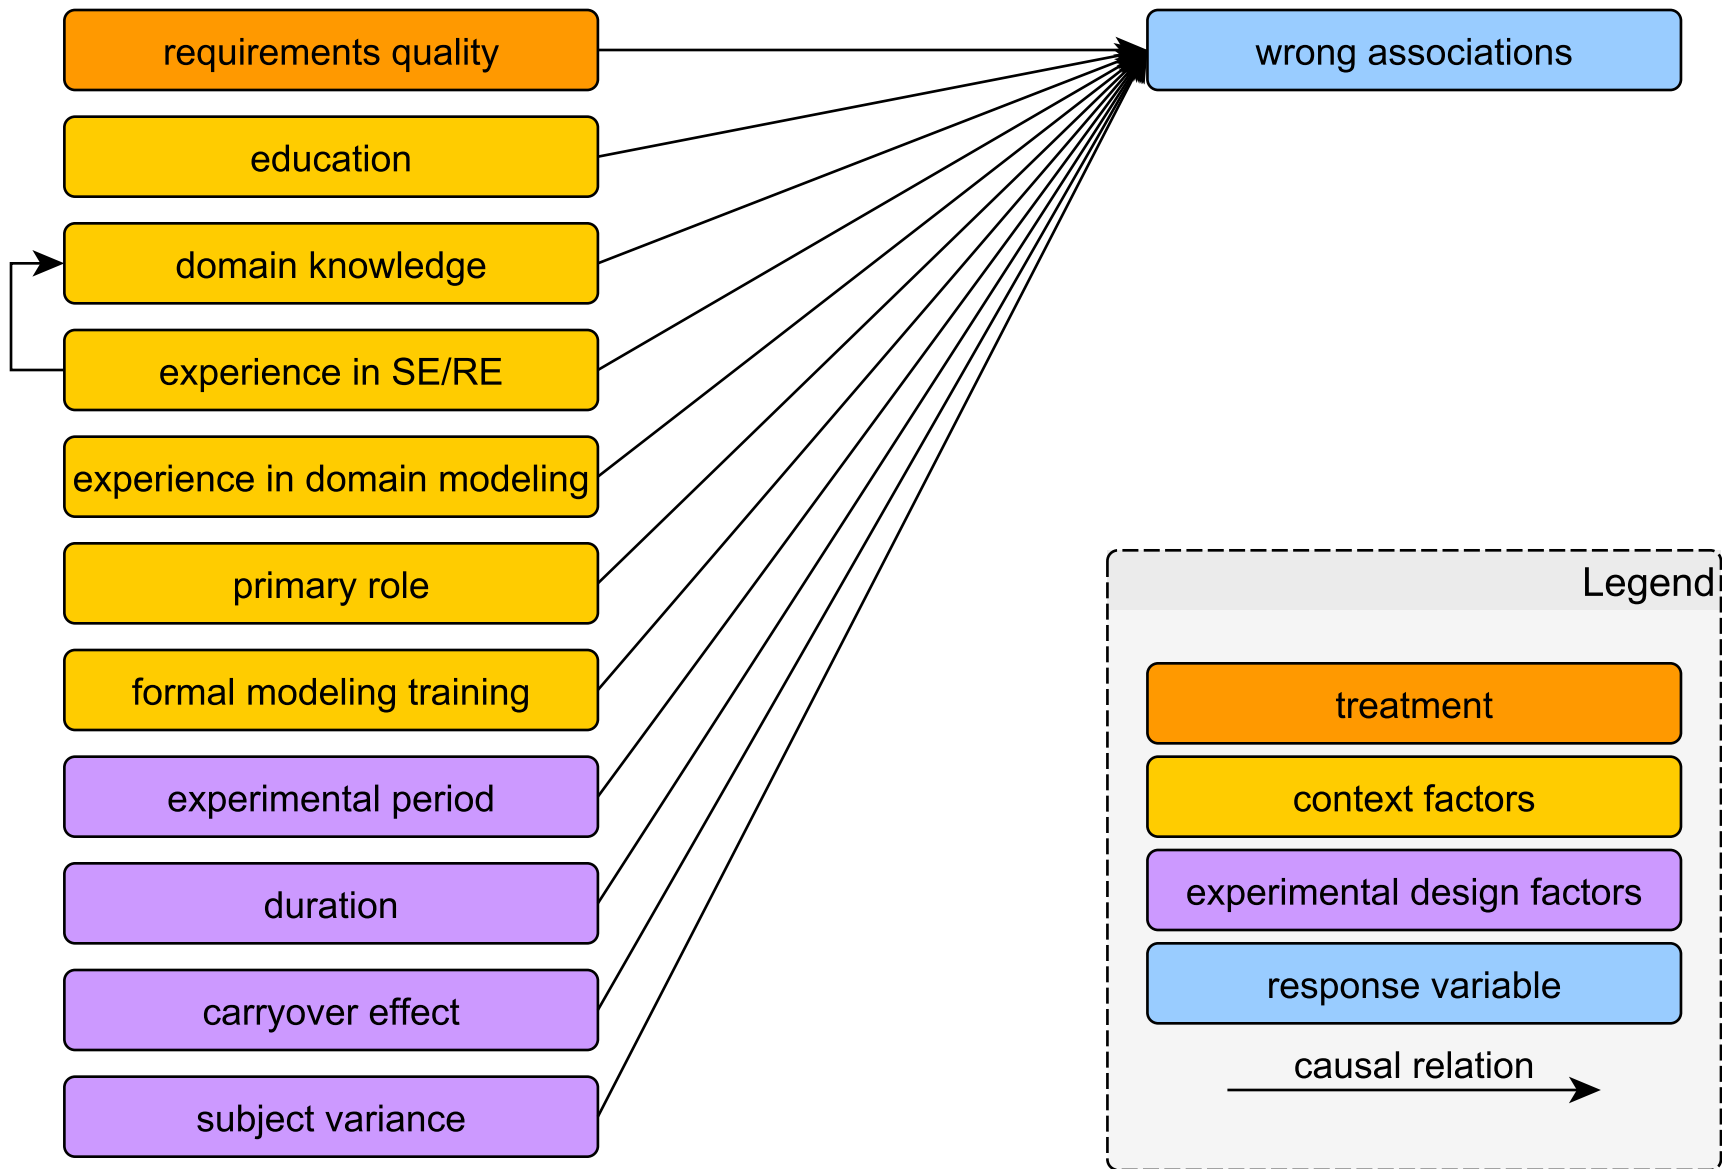 requirements quality
wrong associations
education
domain knowledge
experience in SE/RE
experience in domain modeling
primary role
formal modeling training
experimental period
duration
carryover effect
subject variance
Legend
treatment
context factors
experimental design factors
response variable
causal relation